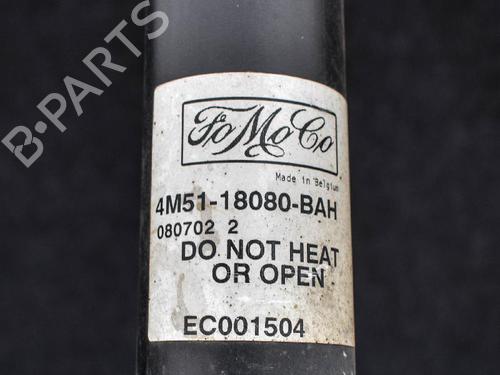 B-PARTS
FoMoCo
Made in Belgium
4M51-18080-BAH
080702 2
DO NOT HEAT
OR OPEN
EC001504